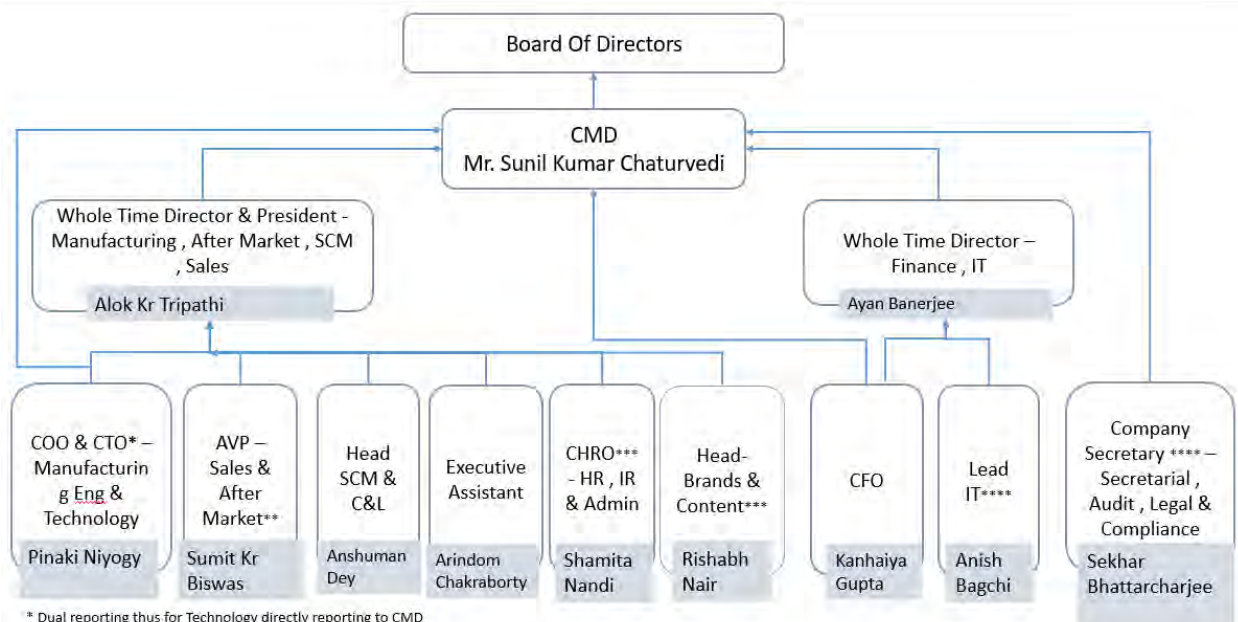 Board Of Directors
CMD
Mr. Sunil Kumar Chaturvedi
Whole Time Director & President -
Manufacturing , After Market , SCM
, Sales
Alok Kr Tripathi
Whole Time Director –
Finance , IT
Ayan Banerjee
COO & CTO* –
Manufacturin
g Eng &
Technology
Pinaki Niyogy
AVP –
Sales &
After
Market**
Sumit Kr
Biswas
Head
SCM &
C&L
Anshuman
Dey
Executive
Assistant
Arindom
Chakraborty
CHRO***
- HR , IR
& Admin
Shamita
Nandi
Head-
Brands &
Content***
Rishabh
Nair
CFO
Kanhaiya
Gupta
Lead
IT****
Anish
Bagchi
Company
Secretary **** –
Secretarial ,
Audit , Legal &
Compliance
Sekhar
Bhattarcharjee
* Dual reporting thus for Technology directly reporting to CMD